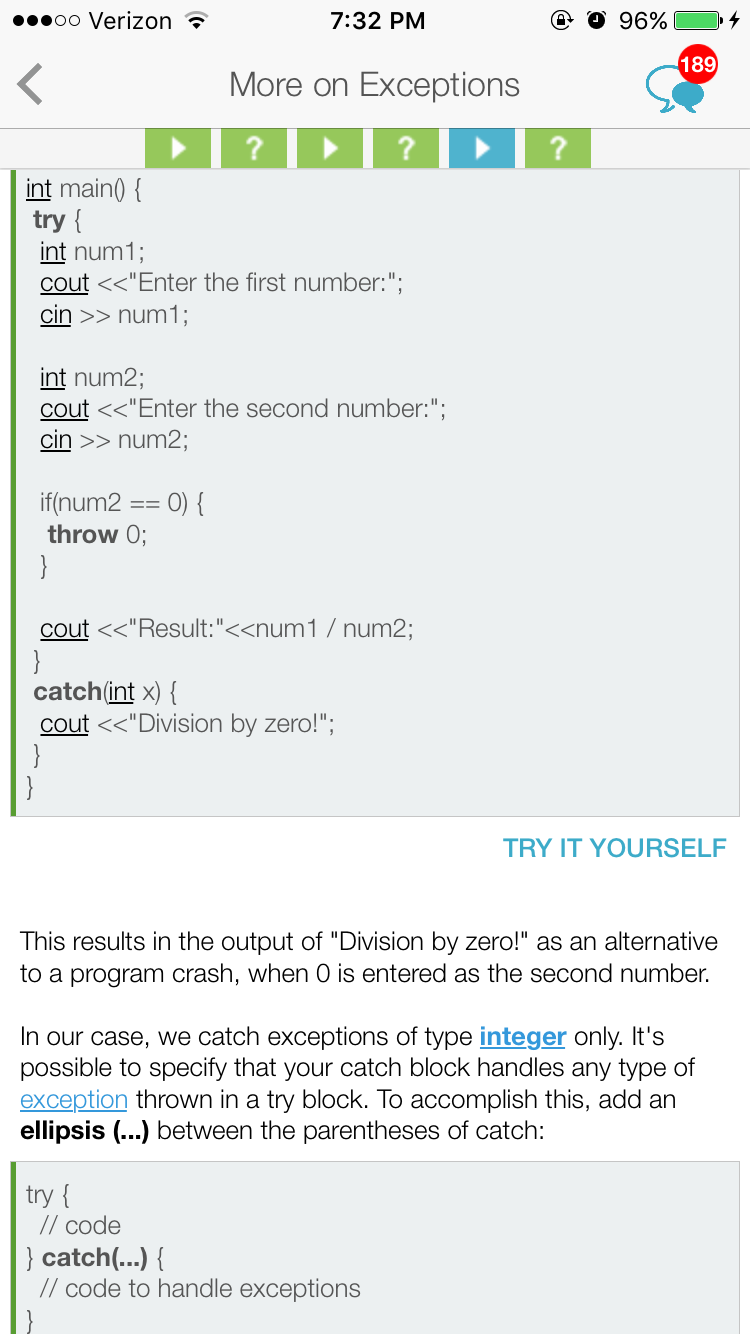 Verizon 7:32 PM 96%
More on Exceptions
189
? ? ?
int main() {
try {
int num1;
cout <<"Enter the first number:";
cin >> num1;
int num2;
cout <<"Enter the second number:";
cin >> num2;
if(num2 == 0) {
throw 0;
}
cout <<"Result:"<<num1 / num2;
}
catch(int x) {
cout <<"Division by zero!";
}
}
TRY IT YOURSELF
This results in the output of "Division by zero!" as an alternative
to a program crash, when 0 is entered as the second number.
In our case, we catch exceptions of type integer only. It's
possible to specify that your catch block handles any type of
exception thrown in a try block. To accomplish this, add an
ellipsis (...) between the parentheses of catch:
try {
// code
} catch(...) {
// code to handle exceptions
}